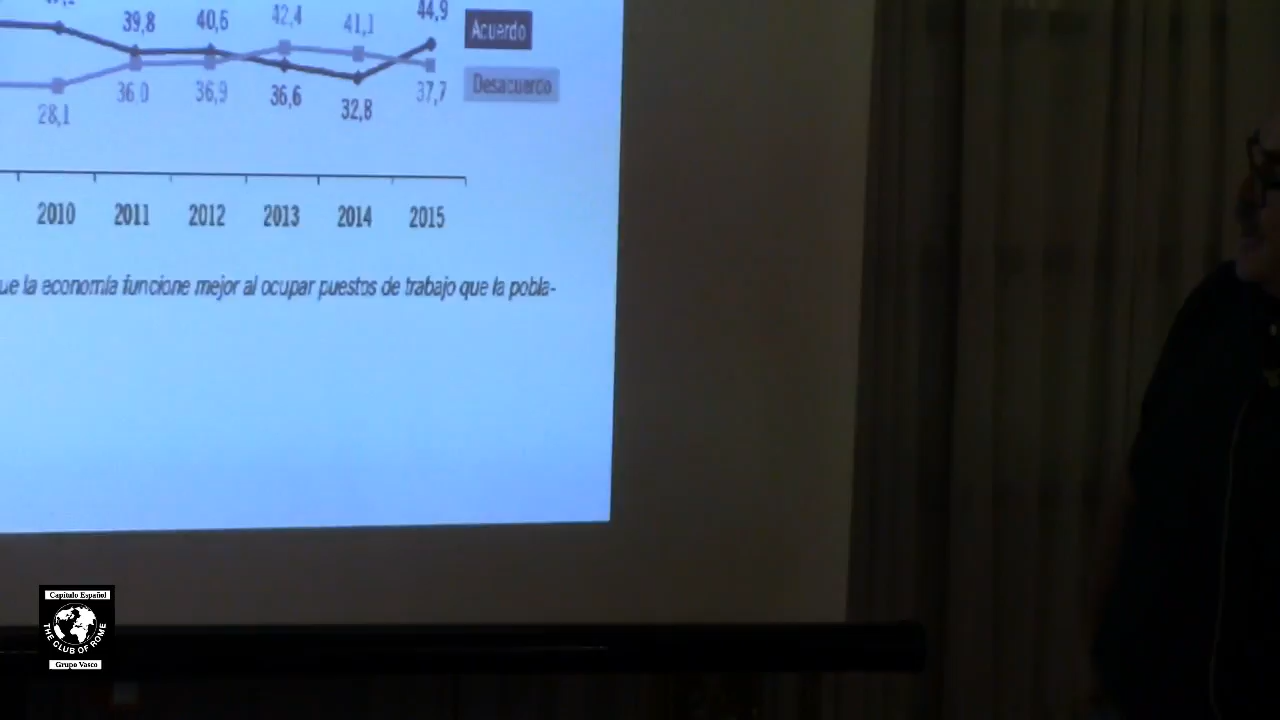 44,9
42,4
41,1
39,8
40,6
Acuerdo
Desacuerdo
36,0
36,9
36,6
32,8
37,7
28,1
2010 2011 2012 2013 2014 2015
ue la economía funcione mejor al ocupar puestos de trabajo que la pobla-
Capítulo Español
THE CLUB OF ROME
Grupo Vasco